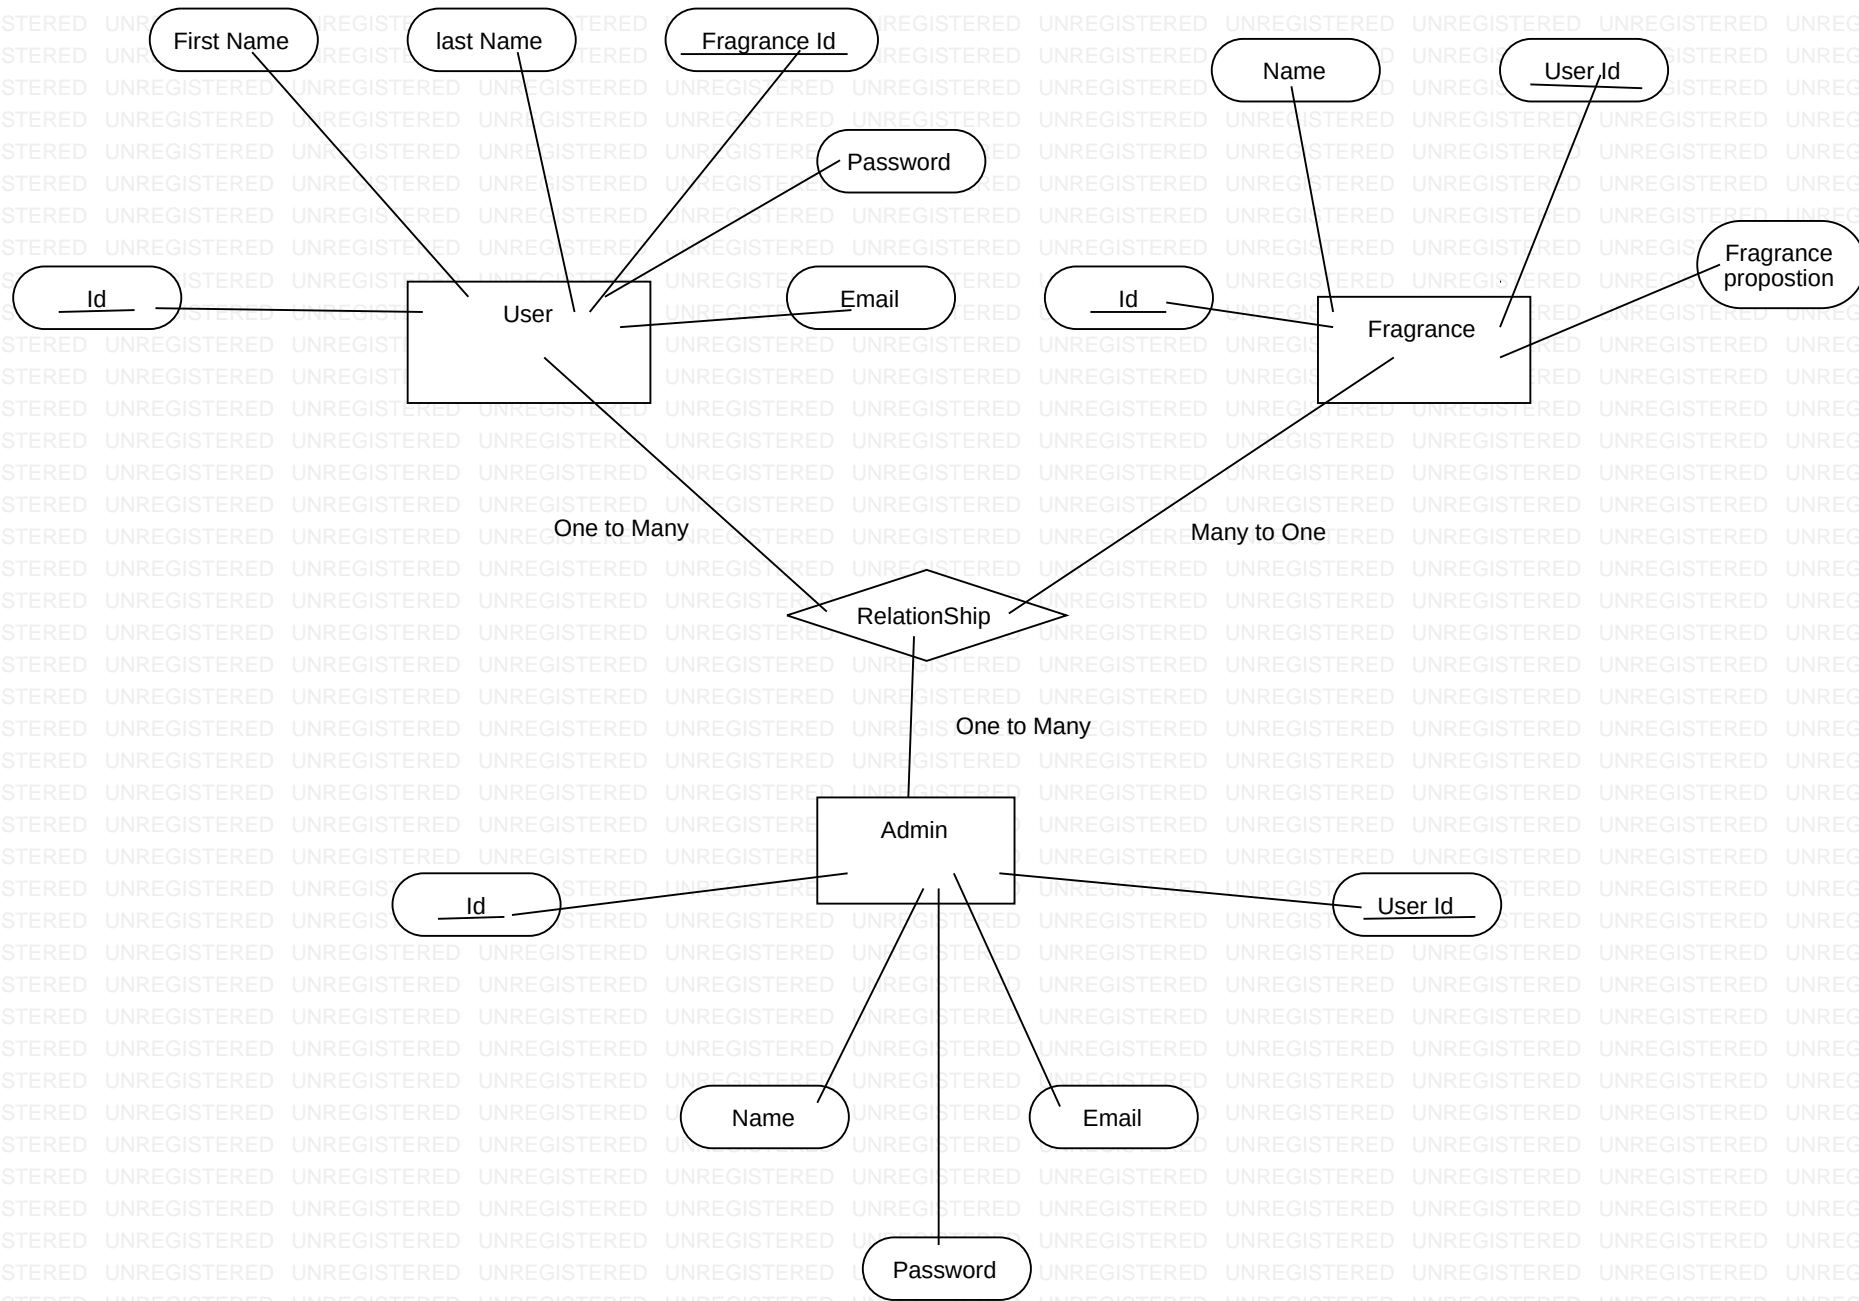 First Name
last Name
Fragrance Id
Name
User Id
Password
Fragrance
propostion
Id
User
Email
Id
Fragrance
One to Many
Many to One
RelationShip
One to Many
Admin
Id
User Id
Name
Email
Password
UNREGISTERED